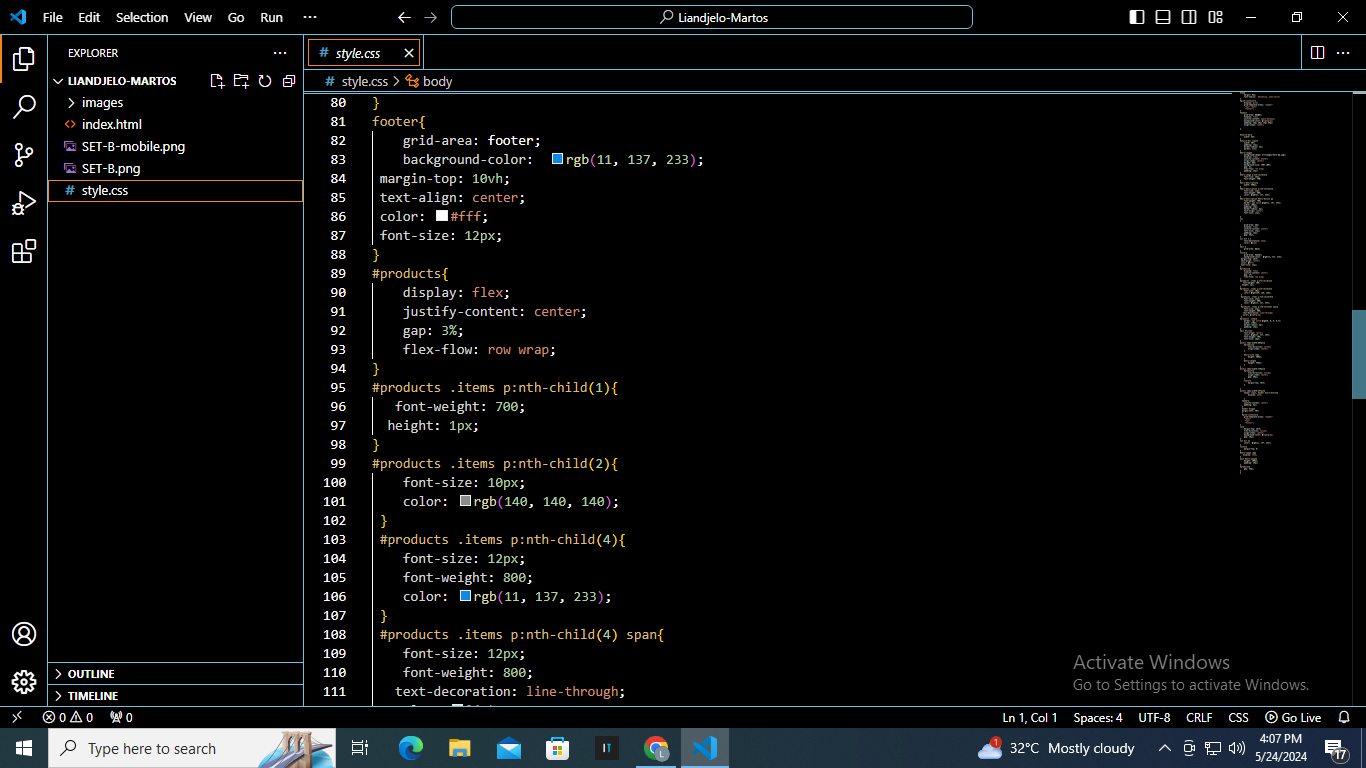 File Edit Selection View Go Run ···
Liandjelo-Martos
EXPLORER
LIANDJELO-MARTOS
images
index.html
SET-B-mobile.png
SET-B.png
style.css
OUTLINE
TIMELINE
# style.css
# style.css > body
80 }
81 footer{
82 grid-area: footer;
83 background-color: rgb(11, 137, 233);
84 margin-top: 10vh;
85 text-align: center;
86 color: #fff;
87 font-size: 12px;
88 }
89 #products{
90 display: flex;
91 justify-content: center;
92 gap: 3%;
93 flex-flow: row wrap;
94 }
95 #products .items p:nth-child(1){
96 font-weight: 700;
97 height: 1px;
98 }
99 #products .items p:nth-child(2){
100 font-size: 10px;
101 color: rgb(140, 140, 140);
102 }
103 #products .items p:nth-child(4){
104 font-size: 12px;
105 font-weight: 800;
106 color: rgb(11, 137, 233);
107 }
108 #products .items p:nth-child(4) span{
109 font-size: 12px;
110 font-weight: 800;
111 text-decoration: line-through;
Activate Windows
Go to Settings to activate Windows.
0 0 0
Ln 1, Col 1 Spaces: 4 UTF-8 CRLF CSS Go Live
Type here to search
IT
L
1
32°C Mostly cloudy
4:07 PM
5/24/2024
17